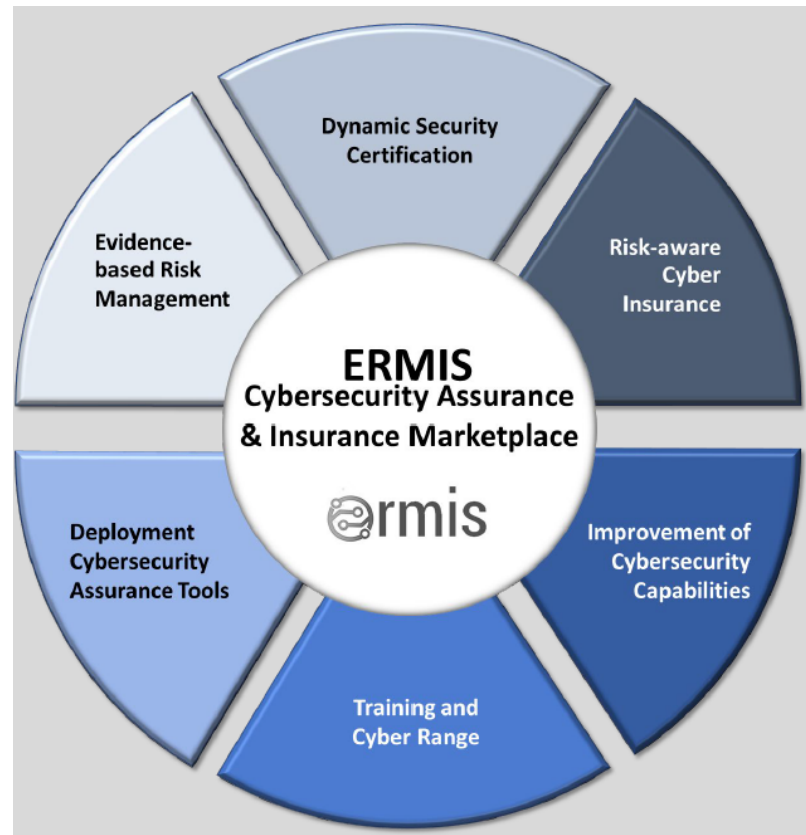 Dynamic Security
Certification
Evidence-
based Risk
Management
Risk-aware
Cyber
Insurance
ERMIS
Cybersecurity Assurance
& Insurance Marketplace
ermis
Deployment
Cybersecurity
Assurance Tools
Improvement of
Cybersecurity
Capabilities
Training and
Cyber Range